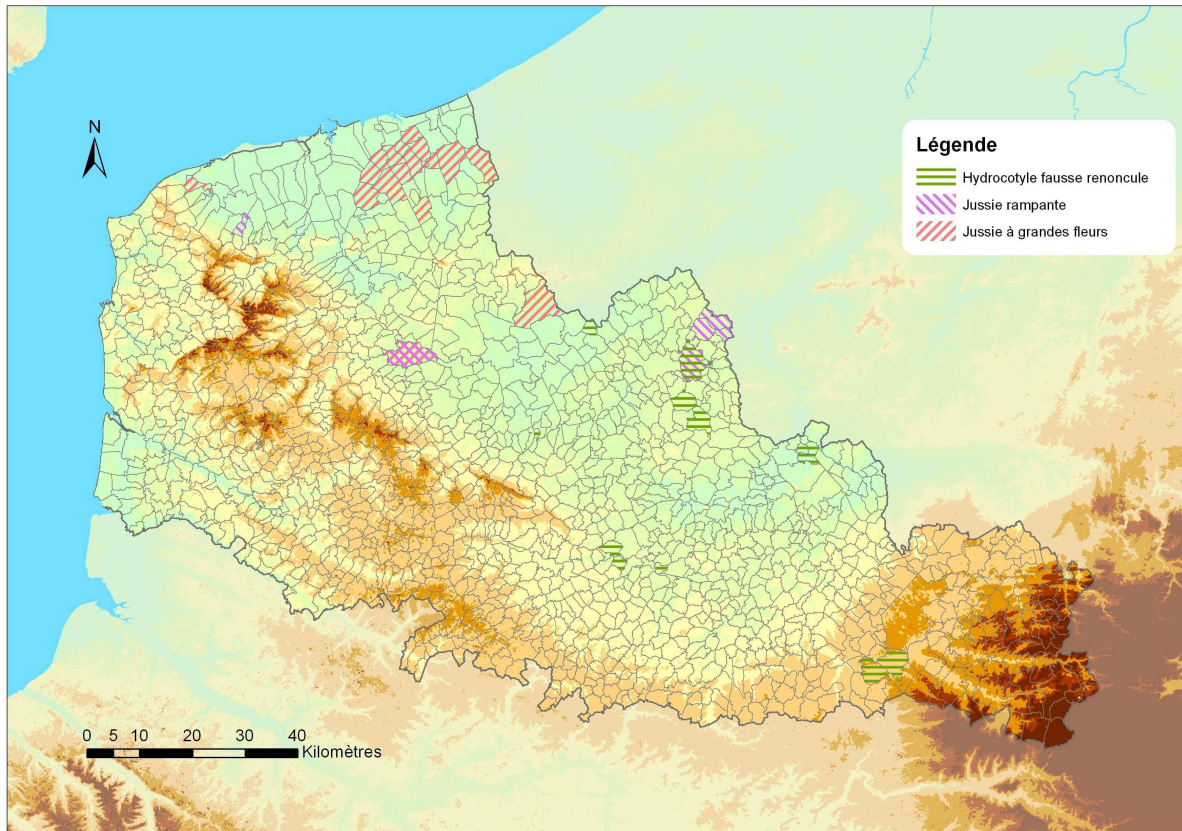 N
Légende
Hydrocotyle fausse renoncule
Jussie rampante
Jussie à grandes fleurs
0 5 10 20 30 40
Kilomètres